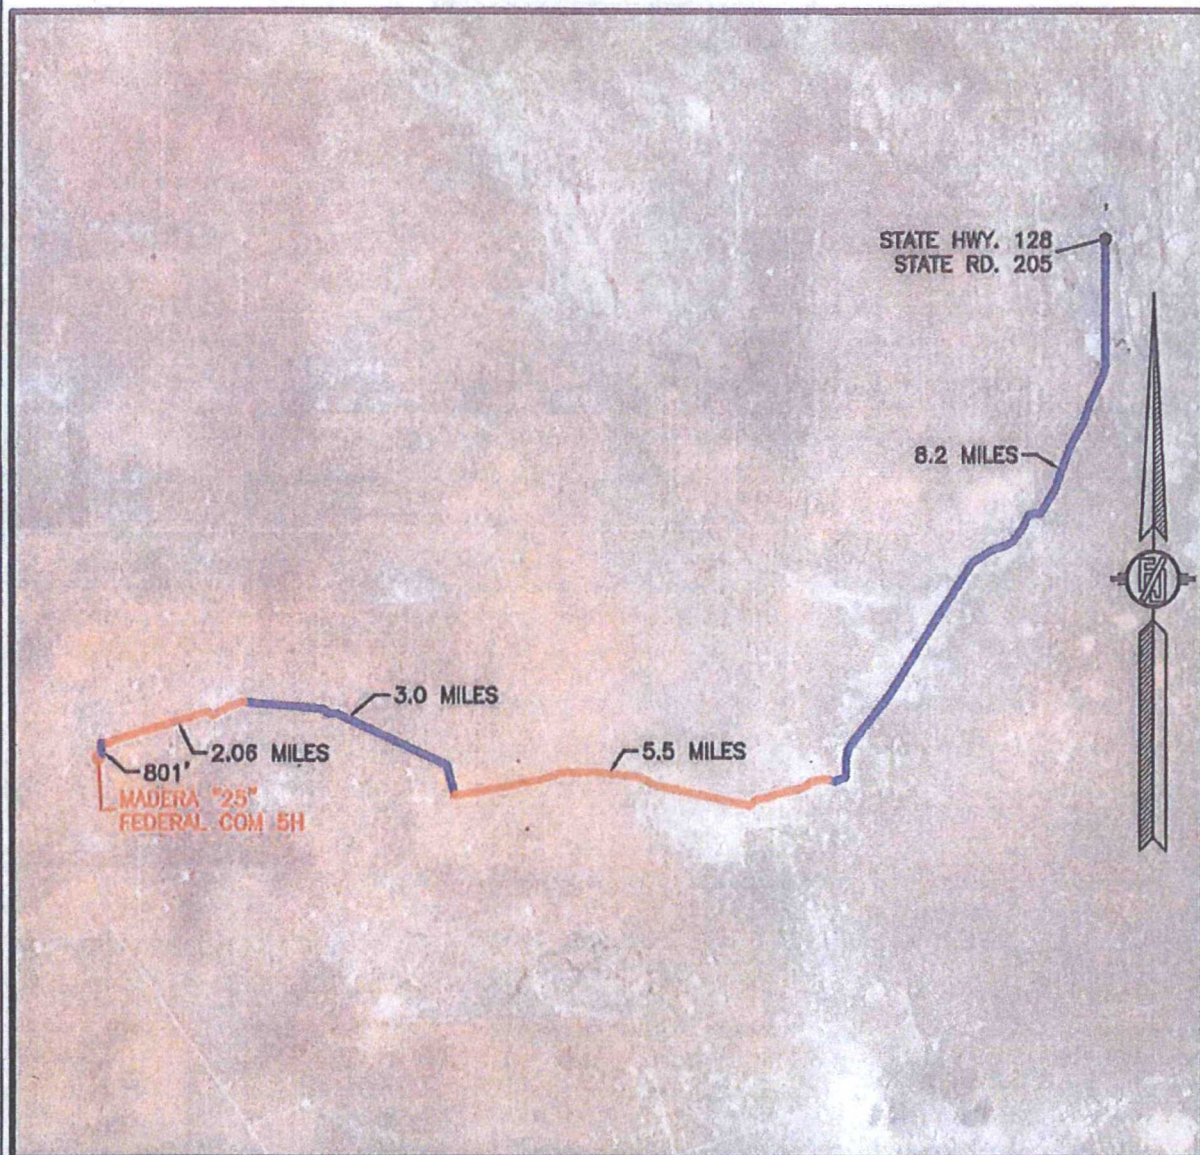 STATE HWY. 128
STATE RD. 205
8.2 MILES
3.0 MILES
5.5 MILES
2.06 MILES
801'
MADERA "25"
FEDERAL COM 5H